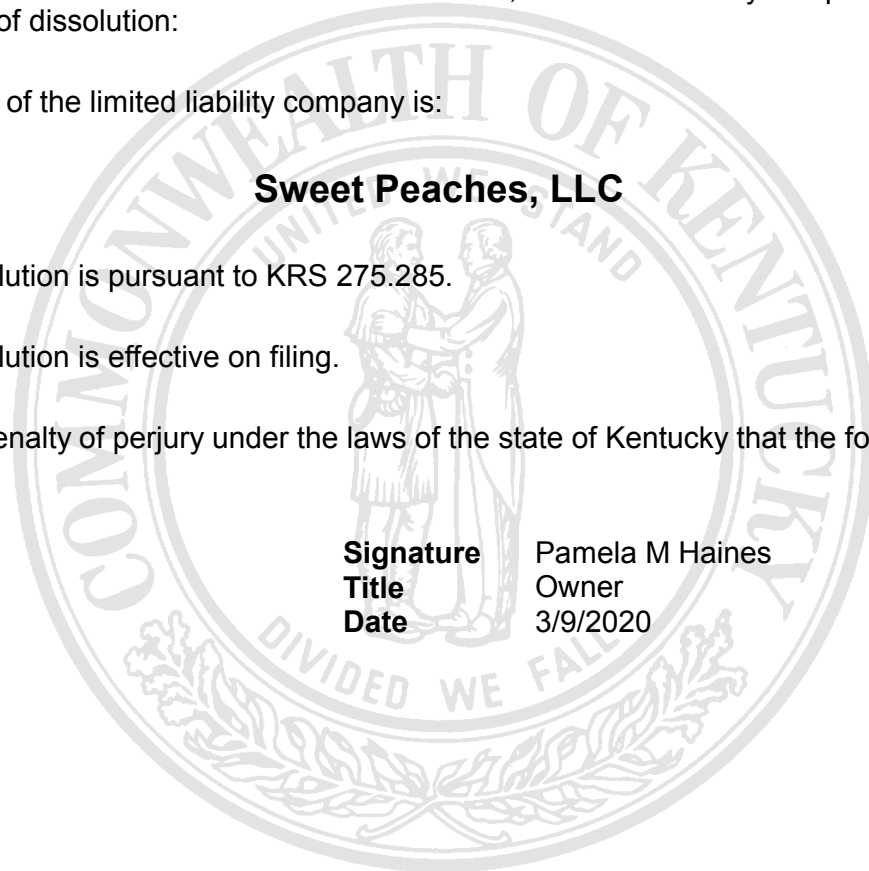 of dissolution:
of the limited liability company is:
Sweet Peaches, LLC
lution is pursuant to KRS 275.285.
lution is effective on filing.
enalty of perjury under the laws of the state of Kentucky that the fo
Signature Pamela M Haines
Title Owner
Date 3/9/2020
COMMONWEALTH OF KENTUCKY
UNITED WE STAND
DIVIDED WE FALL